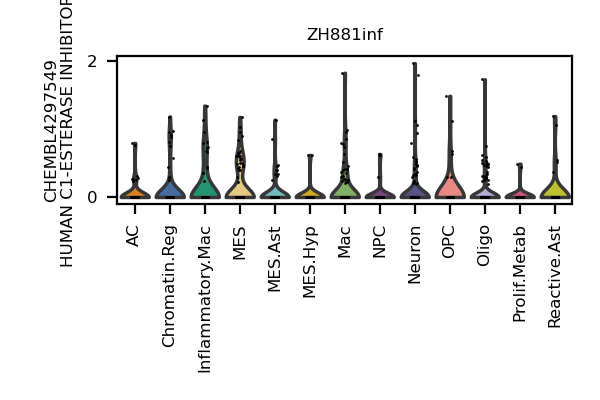 ZH881inf
CHEMBL4297549
HUMAN C1-ESTERASE INHIBITOR
2
0
AC
Chromatin.Reg
Inflammatory.Mac
MES
MES.Ast
MES.Hyp
Mac
NPC
Neuron
OPC
Oligo
Prolif.Metab
Reactive.Ast